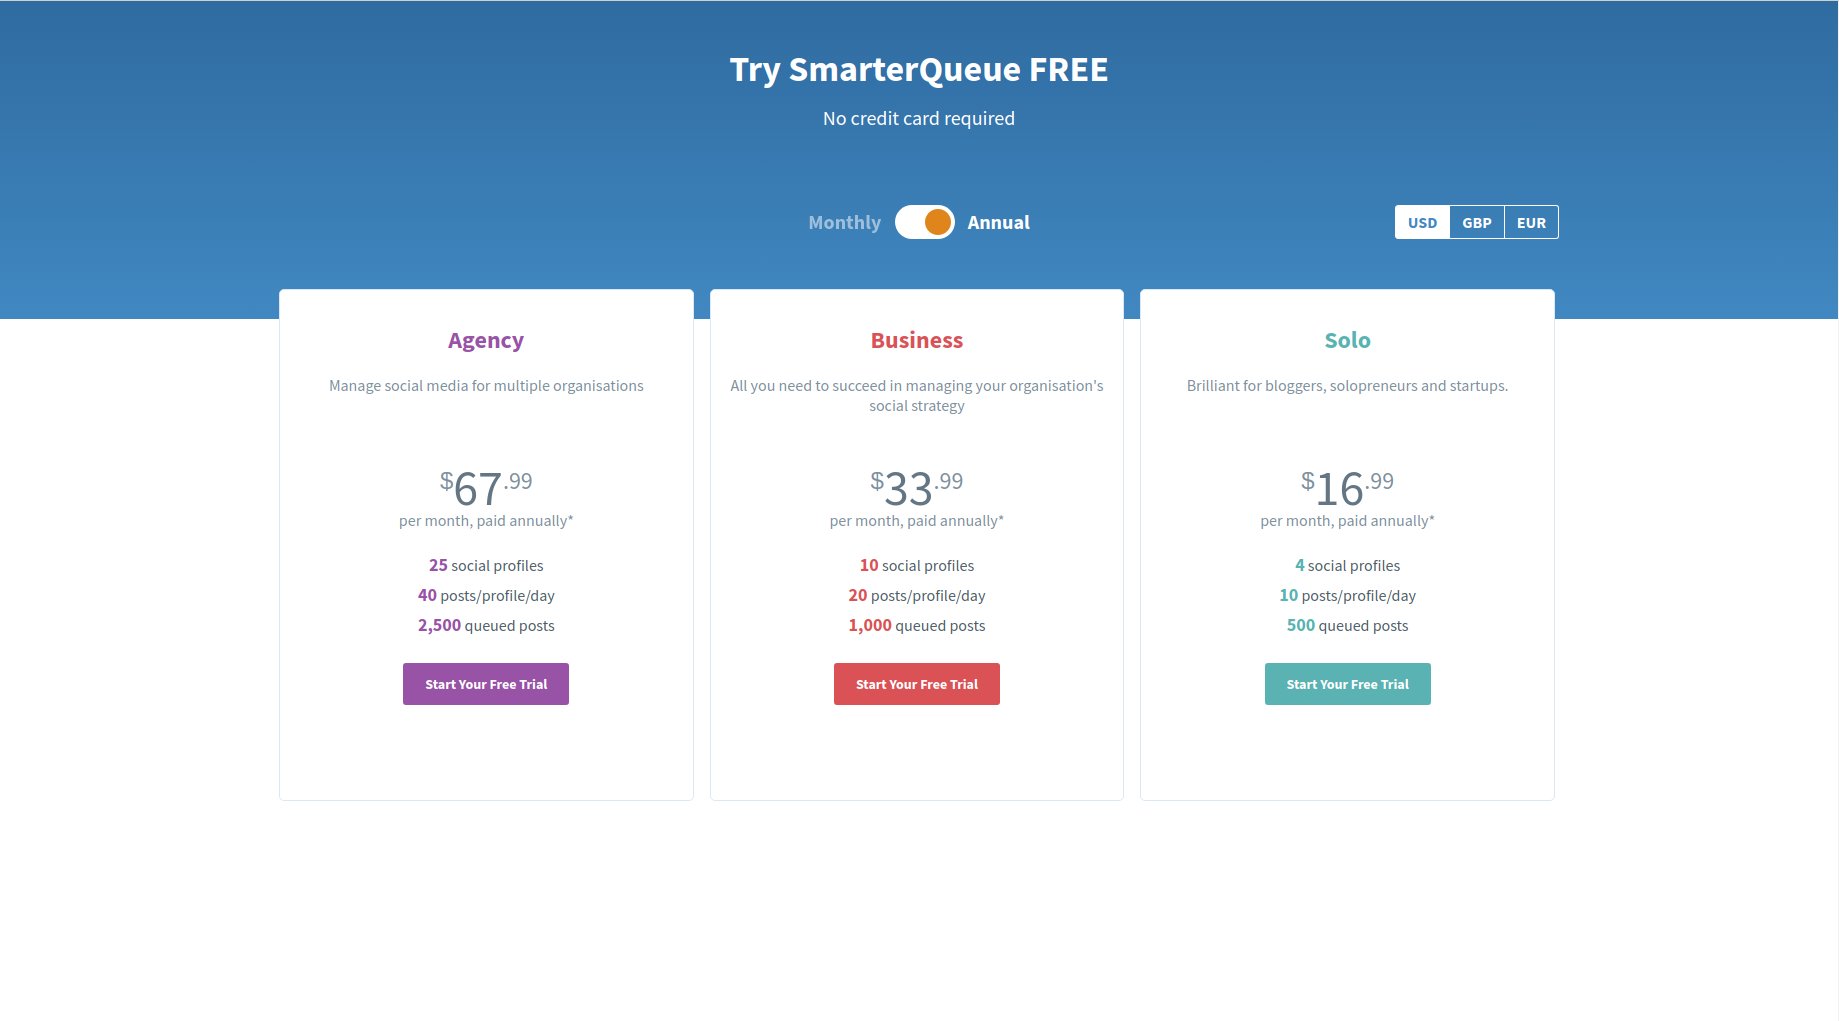 Try SmarterQueue FREE
No credit card required
Monthly Annual
USD GBP EUR
Agency
Manage social media for multiple organisations
$67.99
per month, paid annually*
25 social profiles
40 posts/profile/day
2,500 queued posts
Start Your Free Trial
Business
All you need to succeed in managing your organisation's
social strategy
$33.99
per month, paid annually*
10 social profiles
20 posts/profile/day
1,000 queued posts
Start Your Free Trial
Solo
Brilliant for bloggers, solopreneurs and startups.
$16.99
per month, paid annually*
4 social profiles
10 posts/profile/day
500 queued posts
Start Your Free Trial